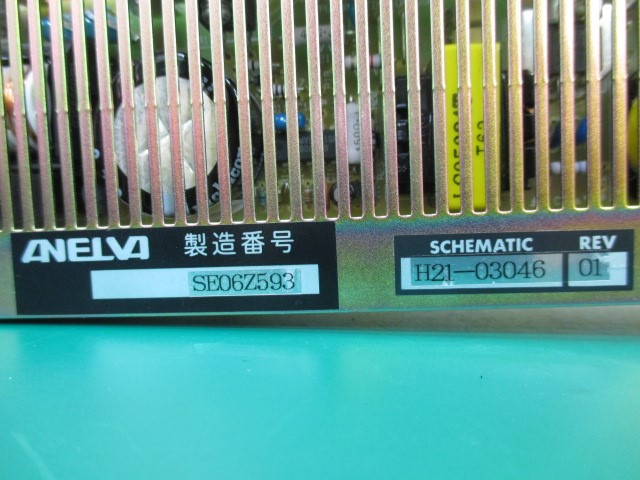 ANELVA 製造番号
SE06Z593
SCHEMATIC REV
H21-03046 01